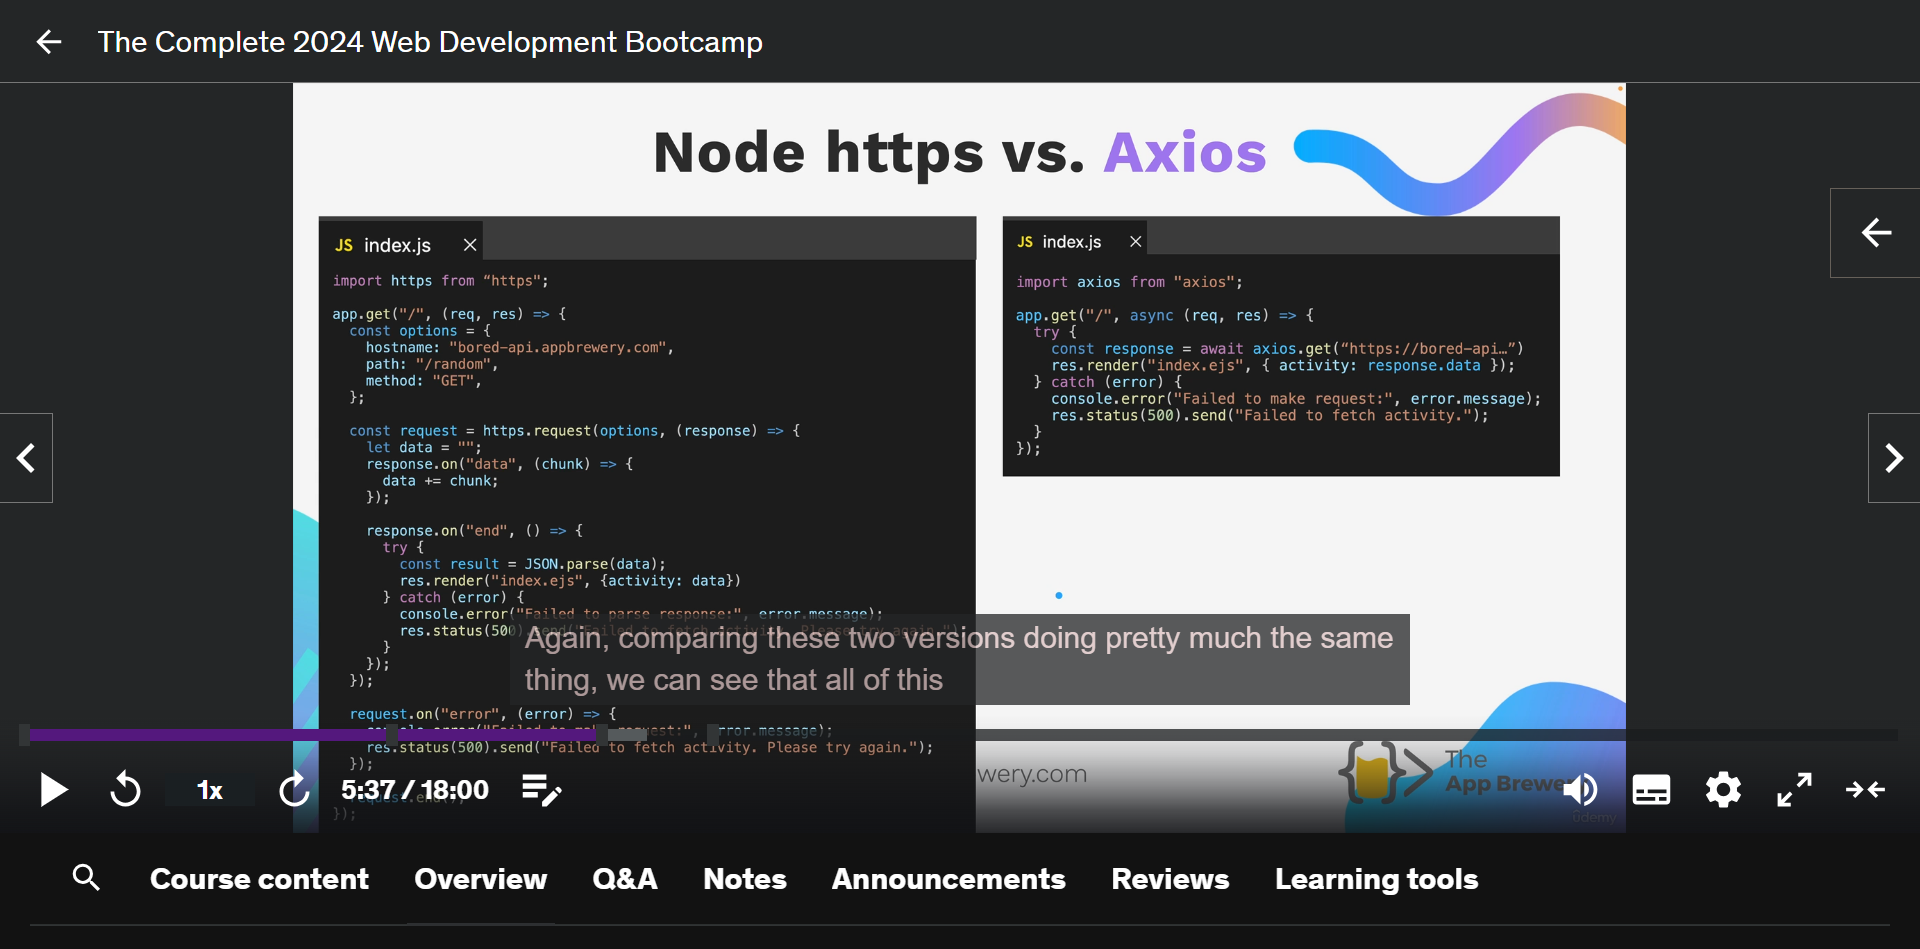 The Complete 2024 Web Development Bootcamp
Node https vs. Axios
JS index.js ×
import https from “https";
app.get("/", (req, res) => {
const options = {
hostname: "bored-api.appbrewery.com",
path: "/random",
method: "GET",
};
const request = https.request(options, (response) => {
let data = "";
response.on("data", (chunk) => {
data += chunk;
});
response.on("end", () => {
try {
const result = JSON.parse(data);
res.render("index.ejs", {activity: data})
} catch (error) {
console.error("Failed to parse response:", error.message);
res.status(500).send("Failed to fetch activity. Please try again.")
}
});
});
request.on("error", (error) => {
console.error("Failed to make request:", error.message);
res.status(500).send("Failed to fetch activity. Please try again.");
});
request.end();
});
JS index.js ×
import axios from "axios";
app.get("/", async (req, res) => {
try {
const response = await axios.get(“https://bored-api…”)
res.render("index.ejs", { activity: response.data });
} catch (error) {
console.error("Failed to make request:", error.message);
res.status(500).send("Failed to fetch activity.");
}
});
Again, comparing these two versions doing pretty much the same
thing, we can see that all of this
wery.com
The
App Brewe
udemy
1x
5:37 / 18:00
Course content Overview Q&A Notes Announcements Reviews Learning tools